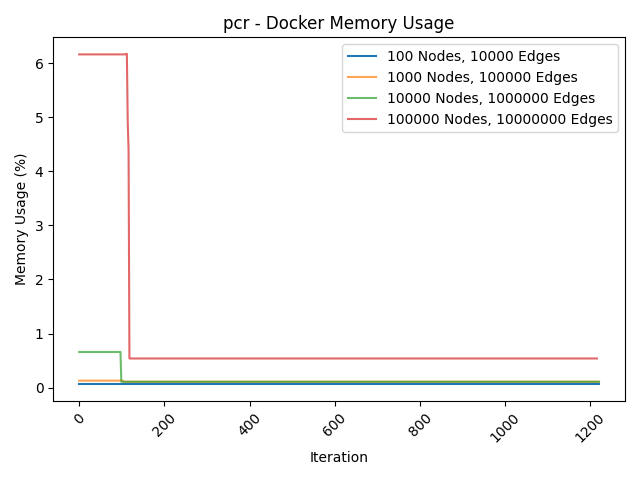 pcr - Docker Memory Usage
100 Nodes, 10000 Edges
1000 Nodes, 100000 Edges
10000 Nodes, 1000000 Edges
100000 Nodes, 10000000 Edges
Memory Usage (%)
6
5
4
3
2
1
0
0
200
400
600
800
1000
1200
Iteration